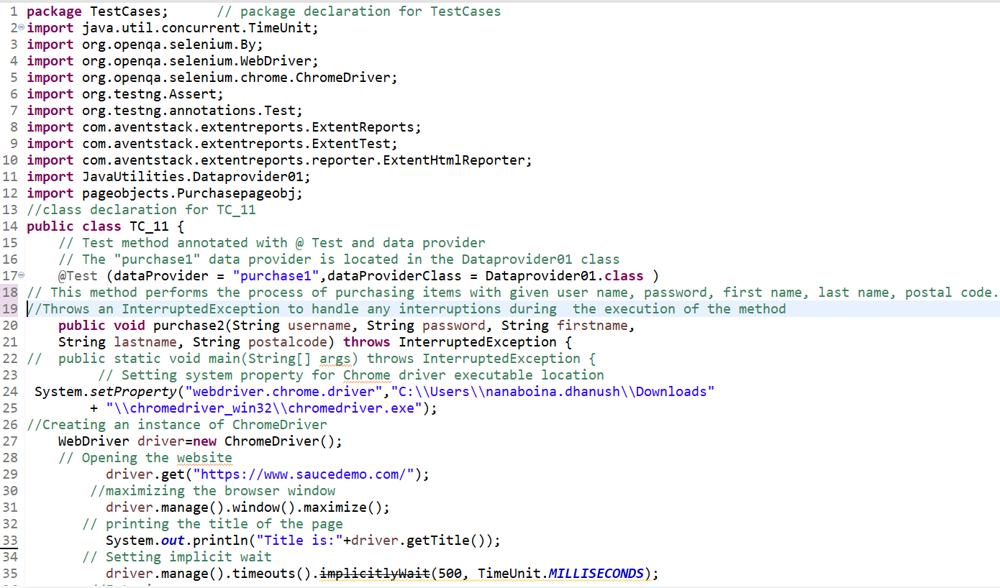 1 package TestCases;      // package declaration for TestCases
2 import java.util.concurrent.TimeUnit;
3 import org.openqa.selenium.By;
4 import org.openqa.selenium.WebDriver;
5 import org.openqa.selenium.chrome.ChromeDriver;
6 import org.testng.Assert;
7 import org.testng.annotations.Test;
8 import com.aventstack.extentreports.ExtentReports;
9 import com.aventstack.extentreports.ExtentTest;
10 import com.aventstack.extentreports.reporter.ExtentHtmlReporter;
11 import JavaUtilities.Dataprovider01;
12 import pageobjects.Purchasepageobj;
13 //class declaration for TC_11
14 public class TC_11 {
15     // Test method annotated with @ Test and data provider
16     // The "purchase1" data provider is located in the Dataprovider01 class
17     @Test (dataProvider = "purchase1",dataProviderClass = Dataprovider01.class )
18 // This method performs the process of purchasing items with given user name, password, first name, last name, postal code.
19 //Throws an InterruptedException to handle any interruptions during  the execution of the method
20     public void purchase2(String username, String password, String firstname,
21     String lastname, String postalcode) throws InterruptedException {
22 //  public static void main(String[] args) throws InterruptedException {
23          // Setting system property for Chrome driver executable location
24  System.setProperty("webdriver.chrome.driver","C:\\Users\\nanaboina.dhanush\\Downloads"
25         + "\\chromedriver_win32\\chromedriver.exe");
26 //Creating an instance of ChromeDriver
27     WebDriver driver=new ChromeDriver();
28     // Opening the website
29           driver.get("https://www.saucedemo.com/");
30         //maximizing the browser window
31           driver.manage().window().maximize();
32        // printing the title of the page
33           System.out.println("Title is:"+driver.getTitle());
34        // Setting implicit wait
35           driver.manage().timeouts().implicitlyWait(500, TimeUnit.MILLISECONDS);